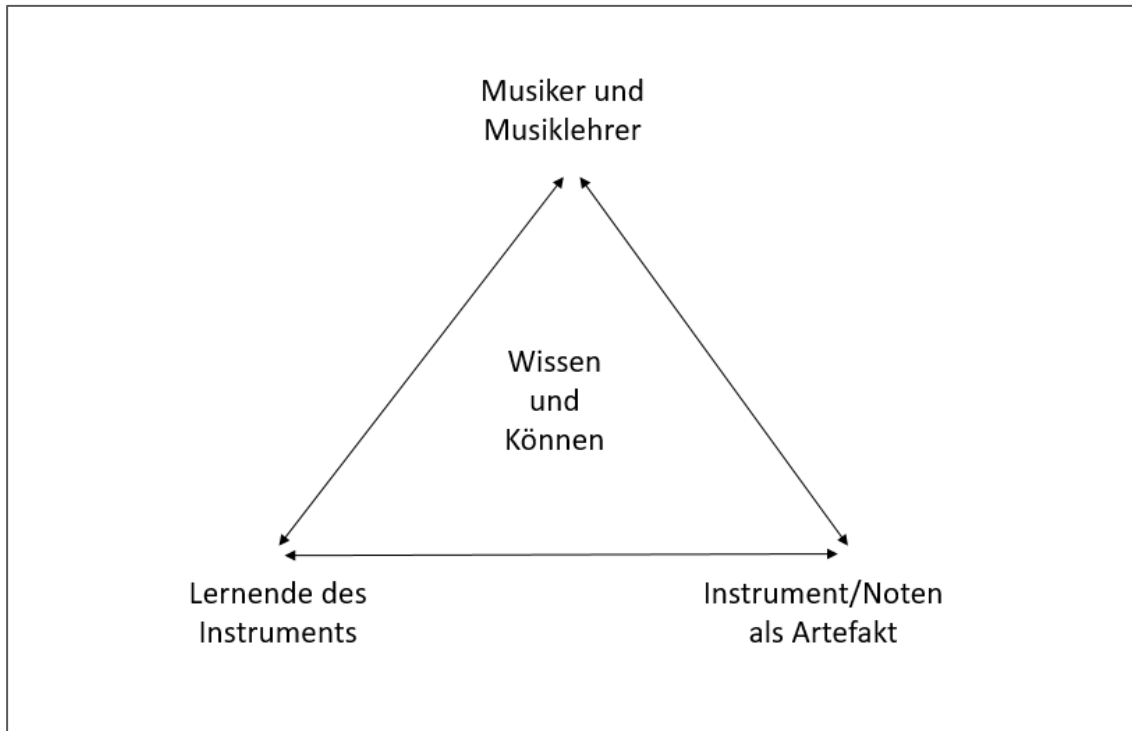 Musiker und
Musiklehrer
Wissen
und
Können
Lernende des
Instruments
Instrument/Noten
als Artefakt